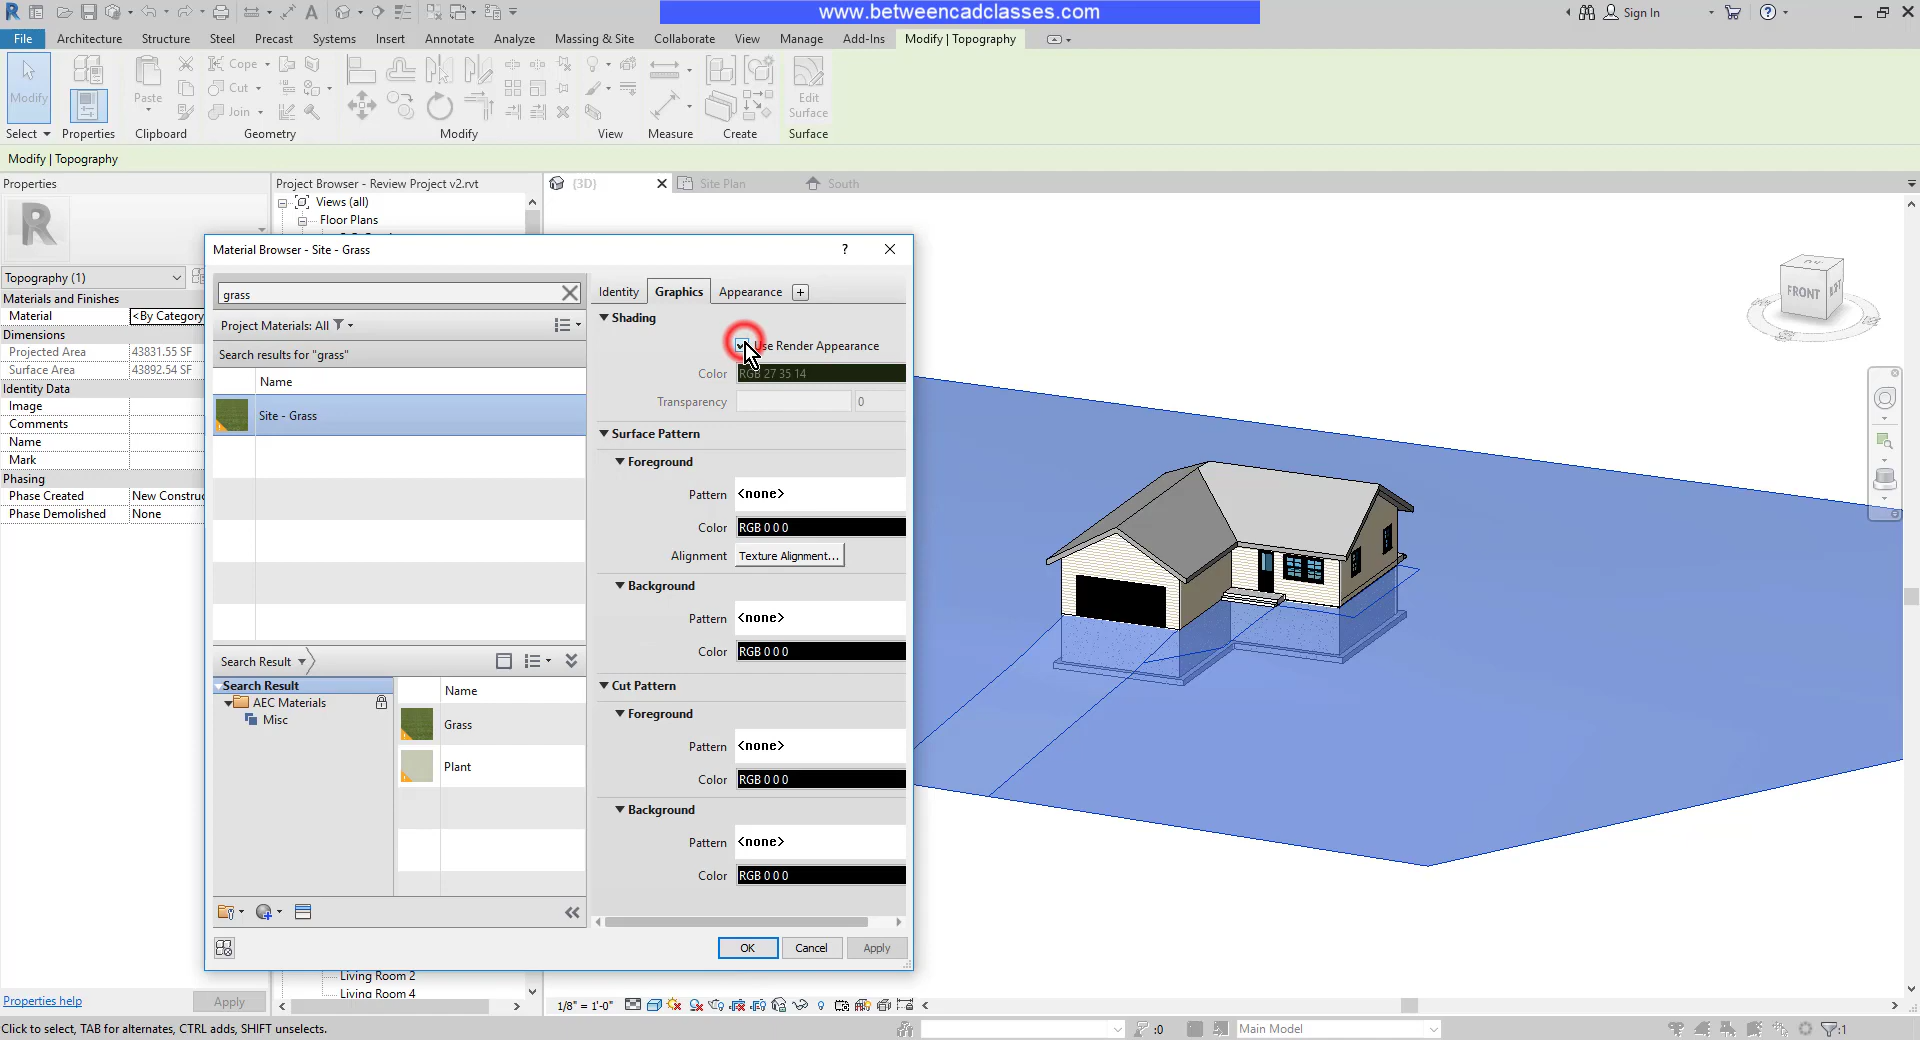 www.betweencadclasses.com
Sign In
File Architecture Structure Steel Precast Systems Insert Annotate Analyze Massing & Site Collaborate View Manage Add-Ins Modify | Topography
Modify
Paste
Cope
Cut
Join
Edit
Surface
Select Properties Clipboard Geometry Modify View Measure Create Surface
Modify | Topography
Properties
Project Browser - Review Project v2.rvt
(3D)
Site Plan
South
Views (all)
Floor Plans
Topography (1)
Materials and Finishes
Material <By Category
Dimensions
Projected Area 43831.55 SF
Surface Area 43892.54 SF
Identity Data
Image
Comments
Name
Mark
Phasing
Phase Created New Construc
Phase Demolished None
Material Browser - Site - Grass
?
grass
Project Materials: All
Search results for "grass"
Name
Site - Grass
Search Result
Search Result
AEC Materials
Misc
Name
Grass
Plant
Identity Graphics Appearance +
Shading
Use Render Appearance
Color RGB 27 35 14
Transparency 0
Surface Pattern
Foreground
Pattern <none>
Color RGB 0 0 0
Alignment Texture Alignment...
Background
Pattern <none>
Color RGB 0 0 0
Cut Pattern
Foreground
Pattern <none>
Color RGB 0 0 0
Background
Pattern <none>
Color RGB 0 0 0
OK Cancel Apply
FRONT
Living Room 2
Living Room 4
Properties help
Apply
1/8" = 1'-0"
Click to select, TAB for alternates, CTRL adds, SHIFT unselects.
:0
Main Model
:1